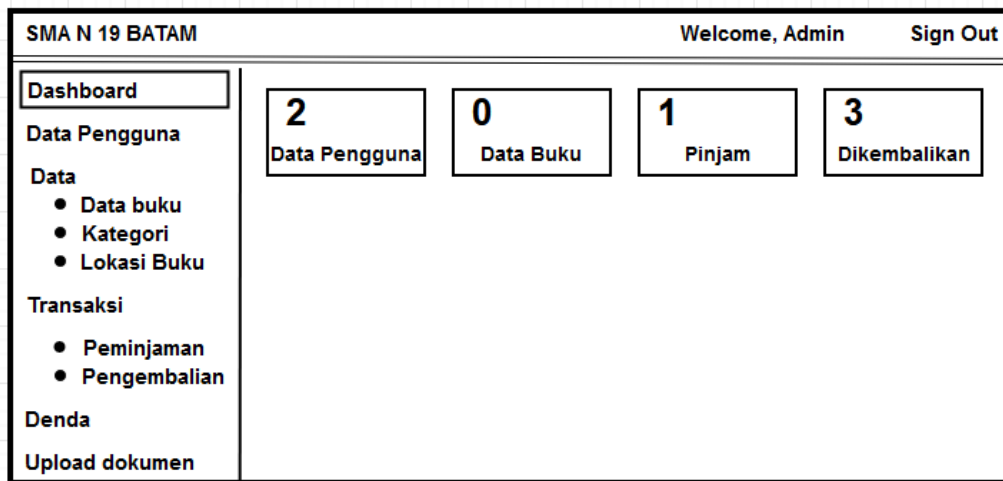 SMA N 19 BATAM Welcome, Admin Sign Out
Dashboard
Data Pengguna
Data
Data buku
Kategori
Lokasi Buku
Transaksi
Peminjaman
Pengembalian
Denda
Upload dokumen
2
Data Pengguna
0
Data Buku
1
Pinjam
3
Dikembalikan